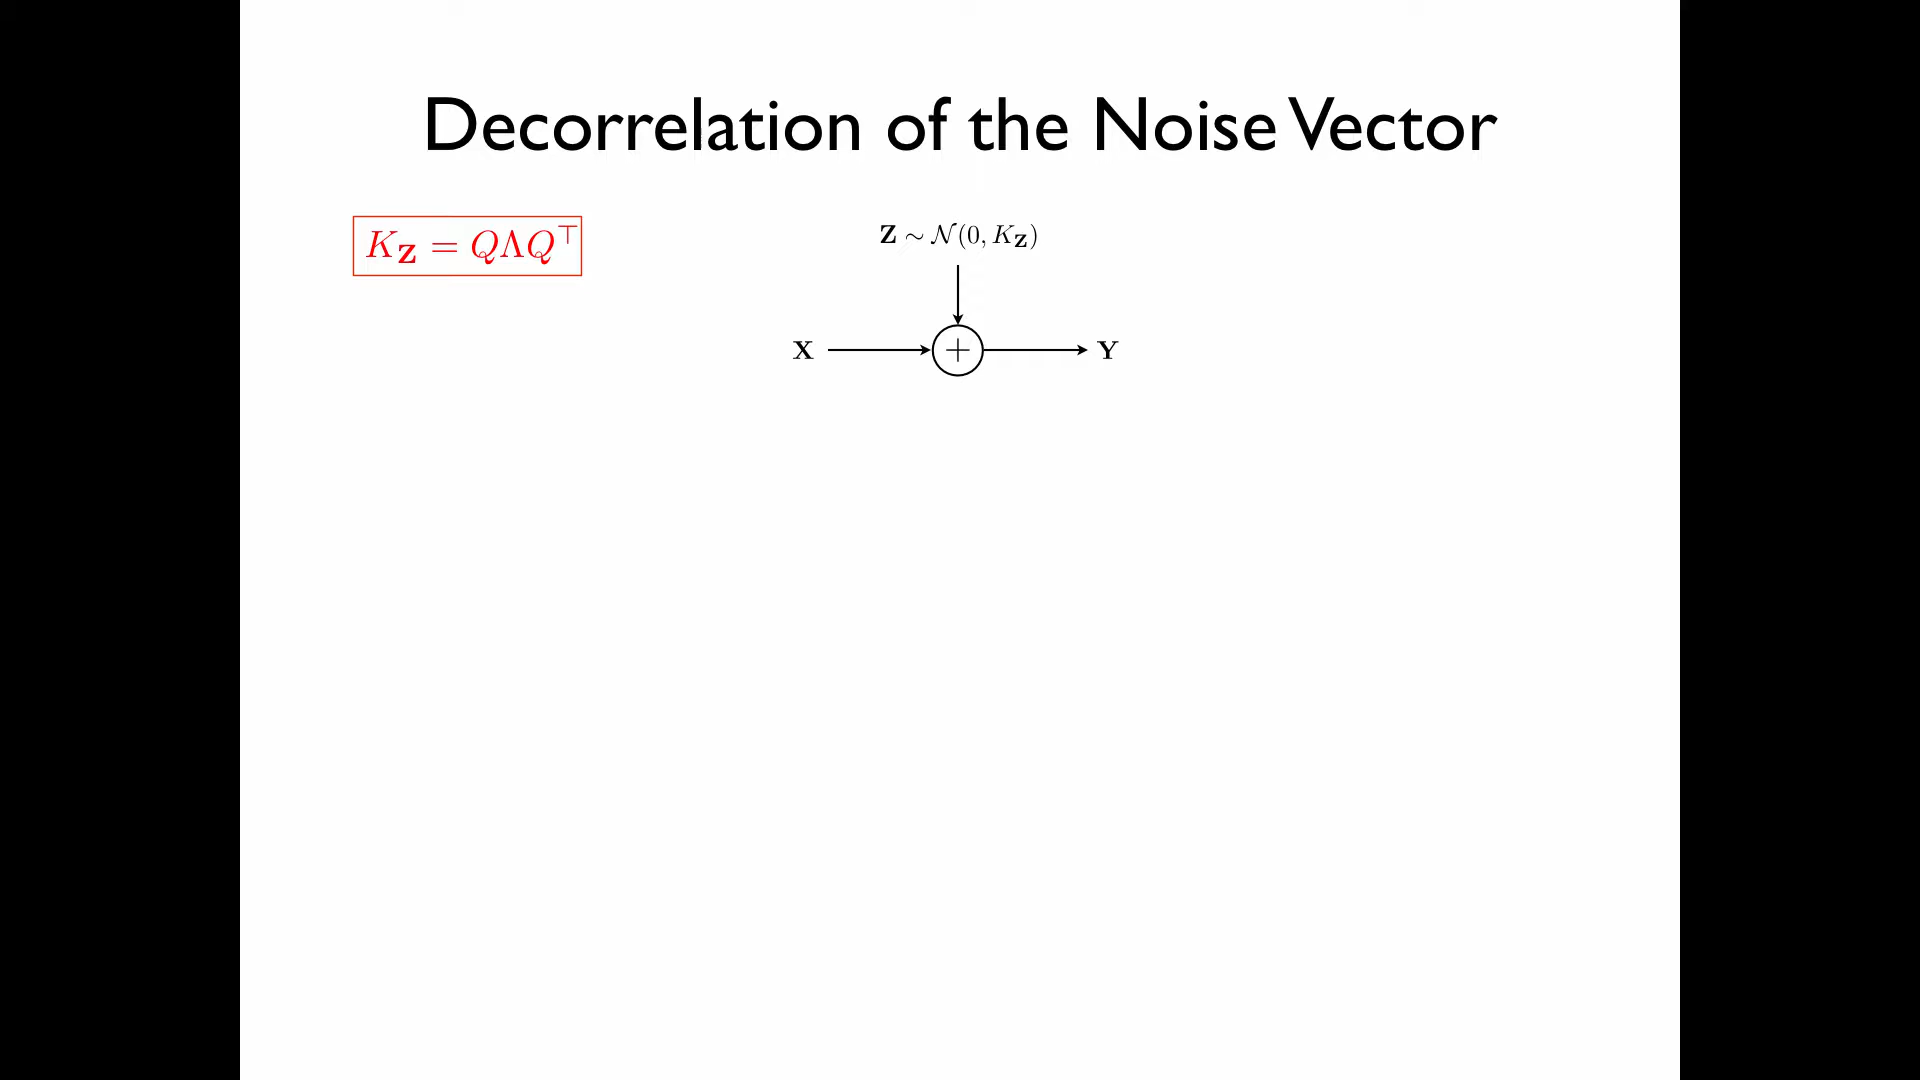 Decorrelation of the Noise Vector
K_Z = QΛQ^⊤
Z ∼ 𝒩(0, K_Z)
X + Y